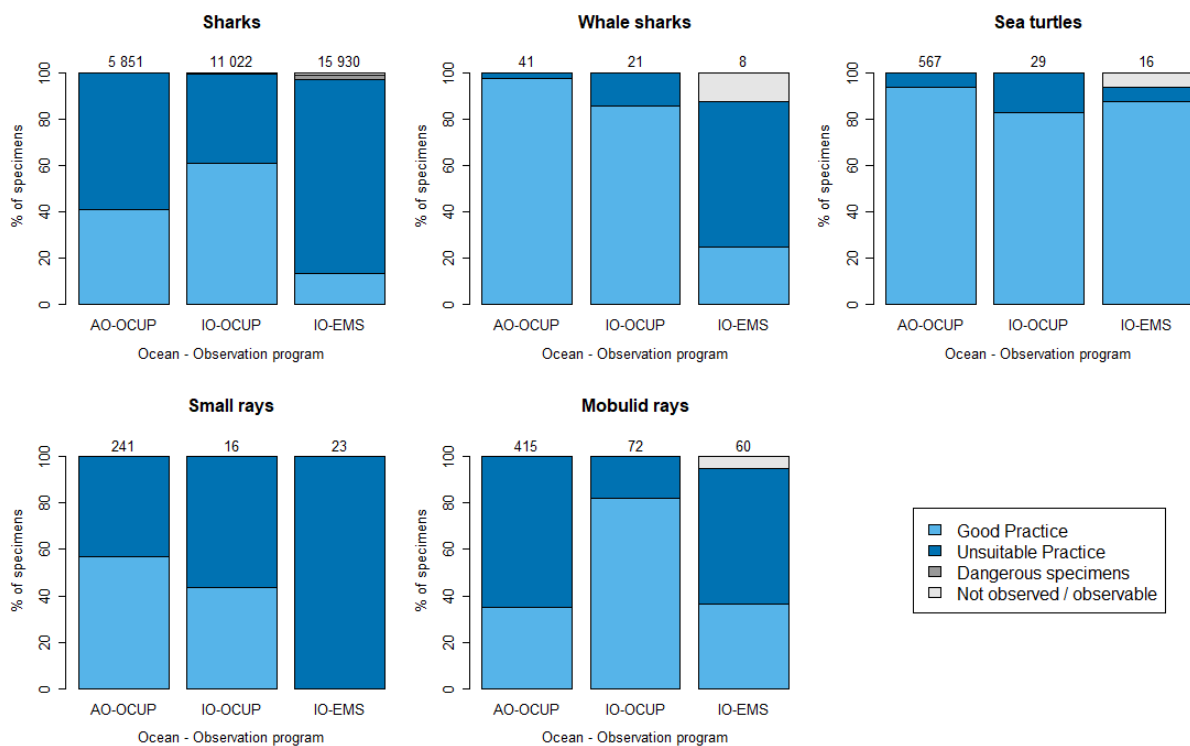 Sharks
5 851 11 022 15 930
% of specimens
100
80
60
40
20
0
AO-OCUP IO-OCUP IO-EMS
Ocean - Observation program
Whale sharks
41 21 8
% of specimens
100
80
60
40
20
0
AO-OCUP IO-OCUP IO-EMS
Ocean - Observation program
Sea turtles
567 29 16
% of specimens
100
80
60
40
20
0
AO-OCUP IO-OCUP IO-EMS
Ocean - Observation program
Small rays
241 16 23
% of specimens
100
80
60
40
20
0
AO-OCUP IO-OCUP IO-EMS
Ocean - Observation program
Mobulid rays
415 72 60
% of specimens
100
80
60
40
20
0
AO-OCUP IO-OCUP IO-EMS
Ocean - Observation program
Good Practice
Unsuitable Practice
Dangerous specimens
Not observed / observable